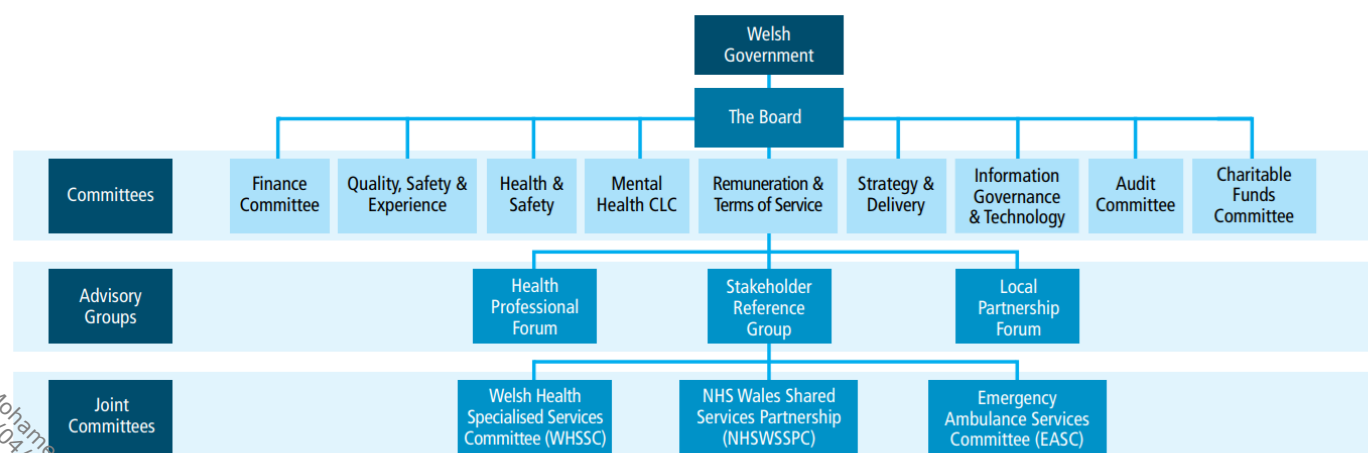 Welsh
Government
The Board
Committees
Finance
Committee
Quality, Safety &
Experience
Health &
Safety
Mental
Health CLC
Remuneration &
Terms of Service
Strategy &
Delivery
Information
Governance
& Technology
Audit
Committee
Charitable
Funds
Committee
Advisory
Groups
Health
Professional
Forum
Stakeholder
Reference
Group
Local
Partnership
Forum
Joint
Committees
Welsh Health
Specialised Services
Committee (WHSSC)
NHS Wales Shared
Services Partnership
(NHSWSSPC)
Emergency
Ambulance Services
Committee (EASC)